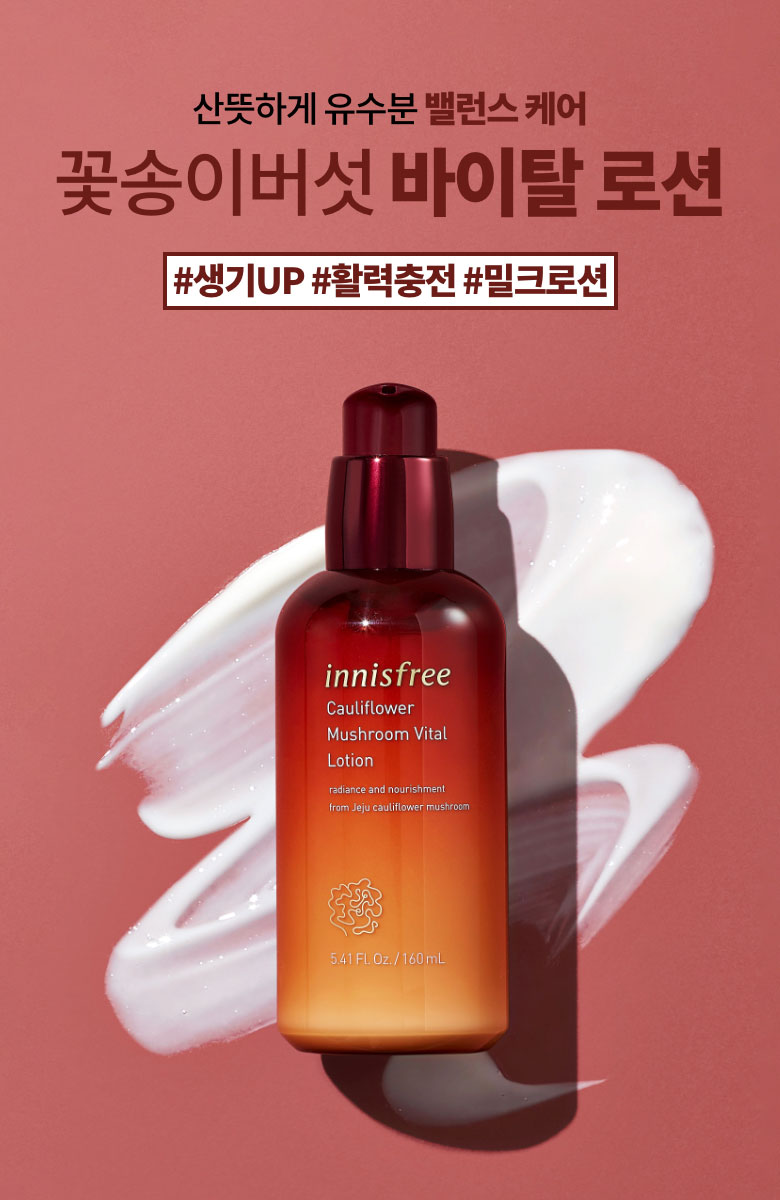 산뜻하게 유수분 밸런스 케어
꽃송이버섯 바이탈 로션
#생기UP #활력충전 #밀크로션
innisfree
Cauliflower
Mushroom Vital
Lotion
radiance and nourishment
from Jeju cauliflower mushroom
5.41 Fl. Oz. / 160 mL